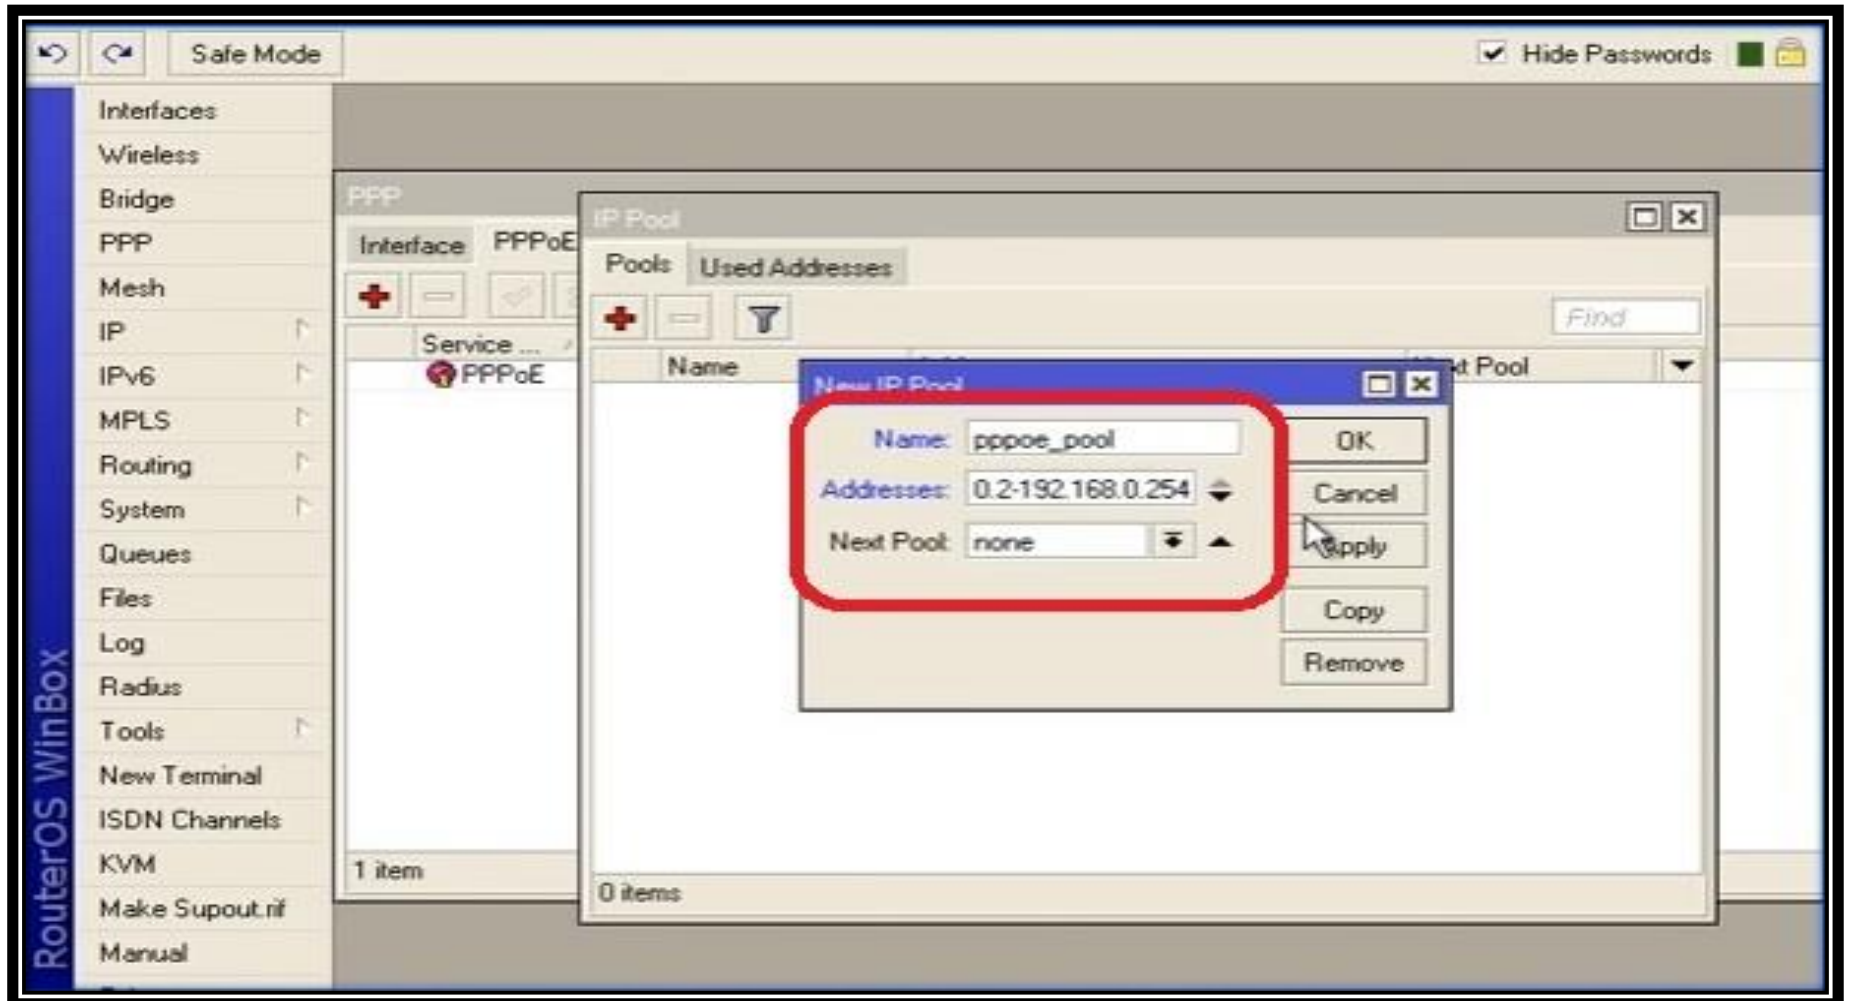 Safe Mode
Hide Passwords
RouterOS WinBox
Interfaces
Wireless
Bridge
PPP
Mesh
IP
IPv6
MPLS
Routing
System
Queues
Files
Log
Radius
Tools
New Terminal
ISDN Channels
KVM
Make Supout.rif
Manual
PPP
Interface PPPoE
Service ...
PPPoE
1 item
IP Pool
Pools Used Addresses
Find
Name Pool
0 items
New IP Pool
Name: pppoe_pool
Addresses: 0.2-192.168.0.254
Next Pool: none
OK
Cancel
Apply
Copy
Remove